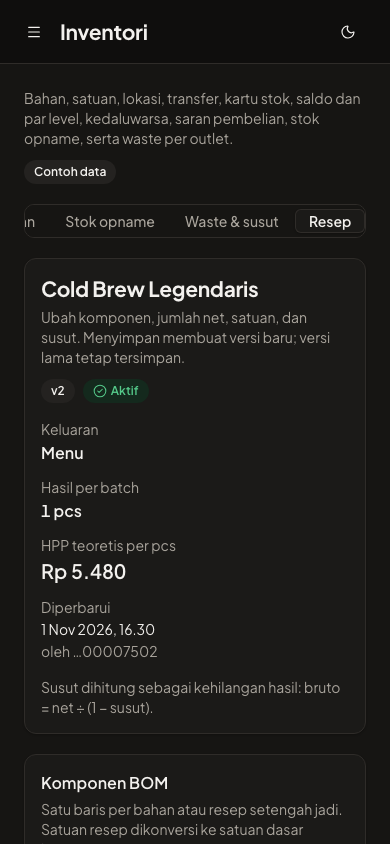 Inventori
Bahan, satuan, lokasi, transfer, kartu stok, saldo dan
par level, kedaluwarsa, saran pembelian, stok
opname, serta waste per outlet.
Contoh data
n Stok opname Waste & susut Resep
Cold Brew Legendaris
Ubah komponen, jumlah net, satuan, dan
susut. Menyimpan membuat versi baru; versi
lama tetap tersimpan.
v2 Aktif
Keluaran
Menu
Hasil per batch
1 pcs
HPP teoretis per pcs
Rp 5.480
Diperbarui
1 Nov 2026, 16.30
oleh …00007502
Susut dihitung sebagai kehilangan hasil: bruto
= net ÷ (1 − susut).
Komponen BOM
Satu baris per bahan atau resep setengah jadi.
Satuan resep dikonversi ke satuan dasar